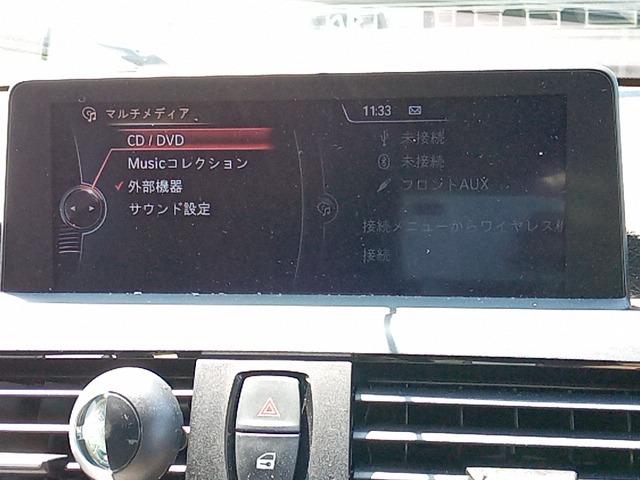 マルチメディア
11:33
CD / DVD
Musicコレクション
✓ 外部機器
サウンド設定
未接続
未接続
フロントAUX
接続メニューからワイヤレス
接続